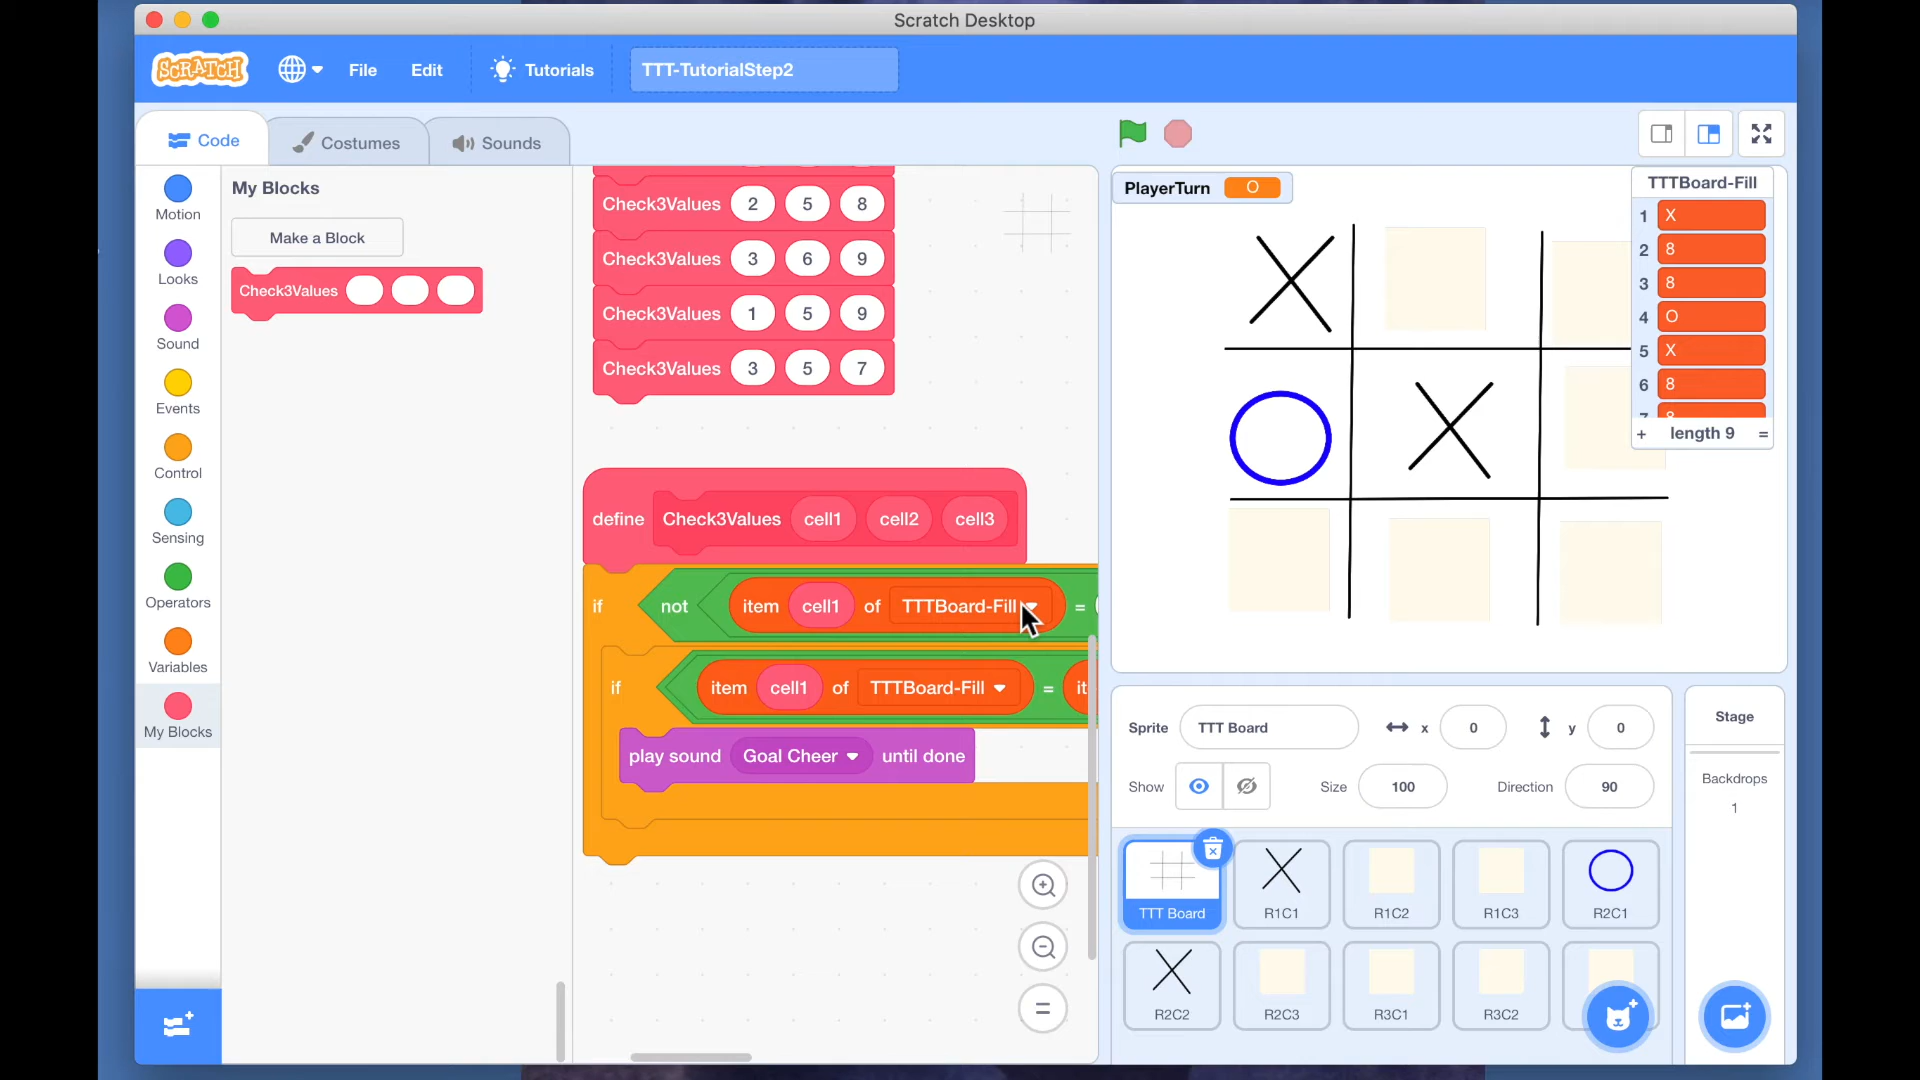 Scratch Desktop
SCRATCH
File
Edit
Tutorials
TTT-TutorialStep2
Code
Costumes
Sounds
Motion
Looks
Sound
Events
Control
Sensing
Operators
Variables
My Blocks
My Blocks
Make a Block
Check3Values
Check3Values 2 5 8
Check3Values 3 6 9
Check3Values 1 5 9
Check3Values 3 5 7
define Check3Values cell1 cell2 cell3
if not item cell1 of TTTBoard-Fill =
if item cell1 of TTTBoard-Fill = it
play sound Goal Cheer until done
PlayerTurn O
TTTBoard-Fill
1 X
2 8
3 8
4 O
5 X
6 8
7 8
+ length 9 =
Sprite TTT Board x 0 y 0
Show Size 100 Direction 90
TTT Board
R1C1
R1C2
R1C3
R2C1
R2C2
R2C3
R3C1
R3C2
Stage
Backdrops
1